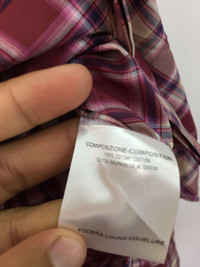 COMPOSIZIONE-COMPOSITION
100% COTONE COTTON
FODERA-LINING-DOUBLURE